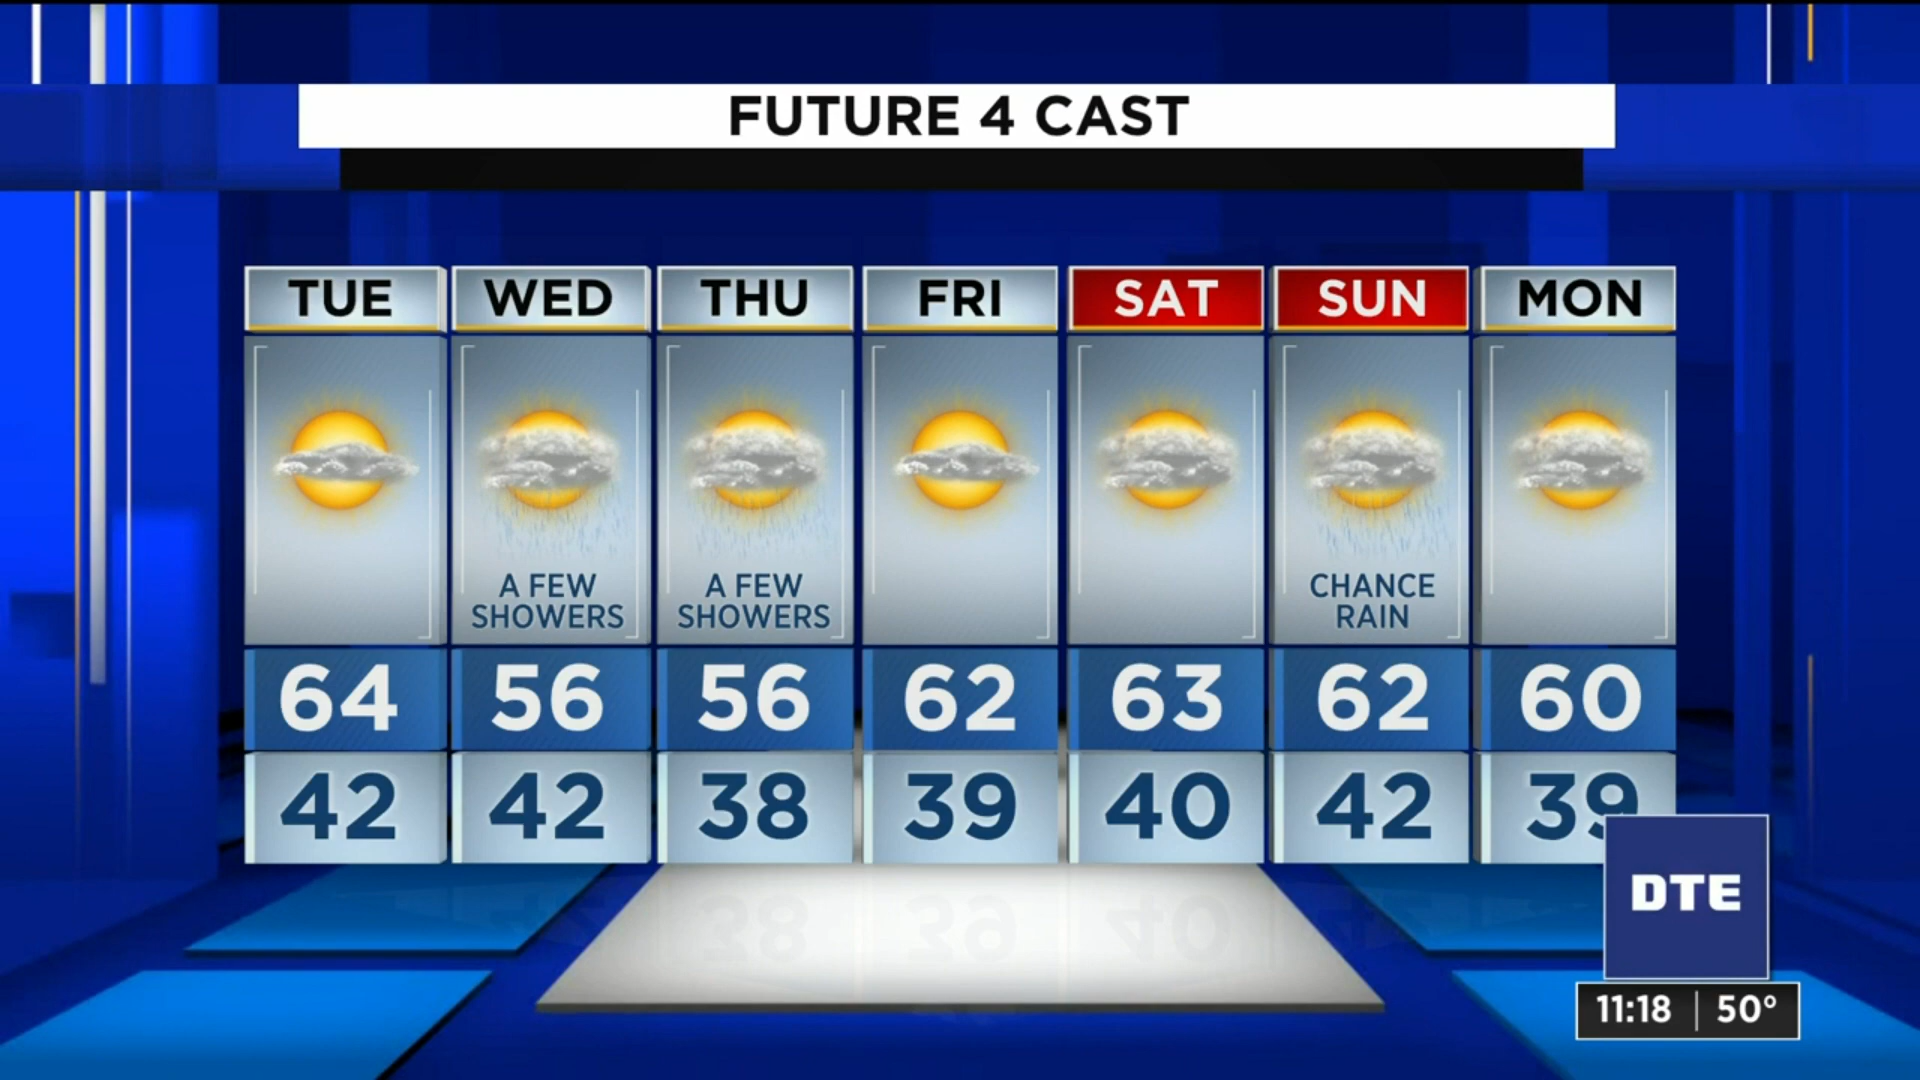 FUTURE 4 CAST
TUE WED THU FRI SAT SUN MON
A FEW SHOWERS
A FEW SHOWERS
CHANCE RAIN
64 56 56 62 63 62 60
42 42 38 39 40 42 39
DTE
11:18 50°